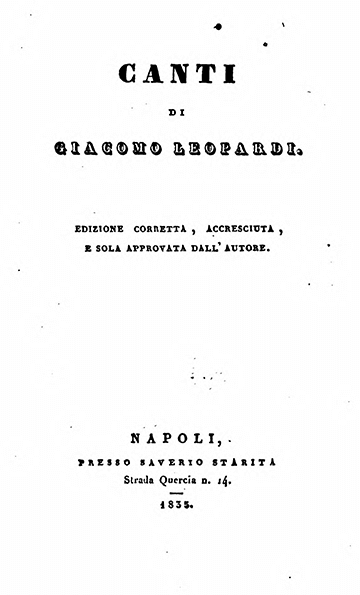 CANTI
DI
GIACOMO LEOPARDI.
EDIZIONE CORRETTA, ACCRESCIUTA,
E SOLA APPROVATA DALL' AUTORE.
NAPOLI,
PRESSO SAVERIO STARITA
Strada Quercia n. 14.
1835.